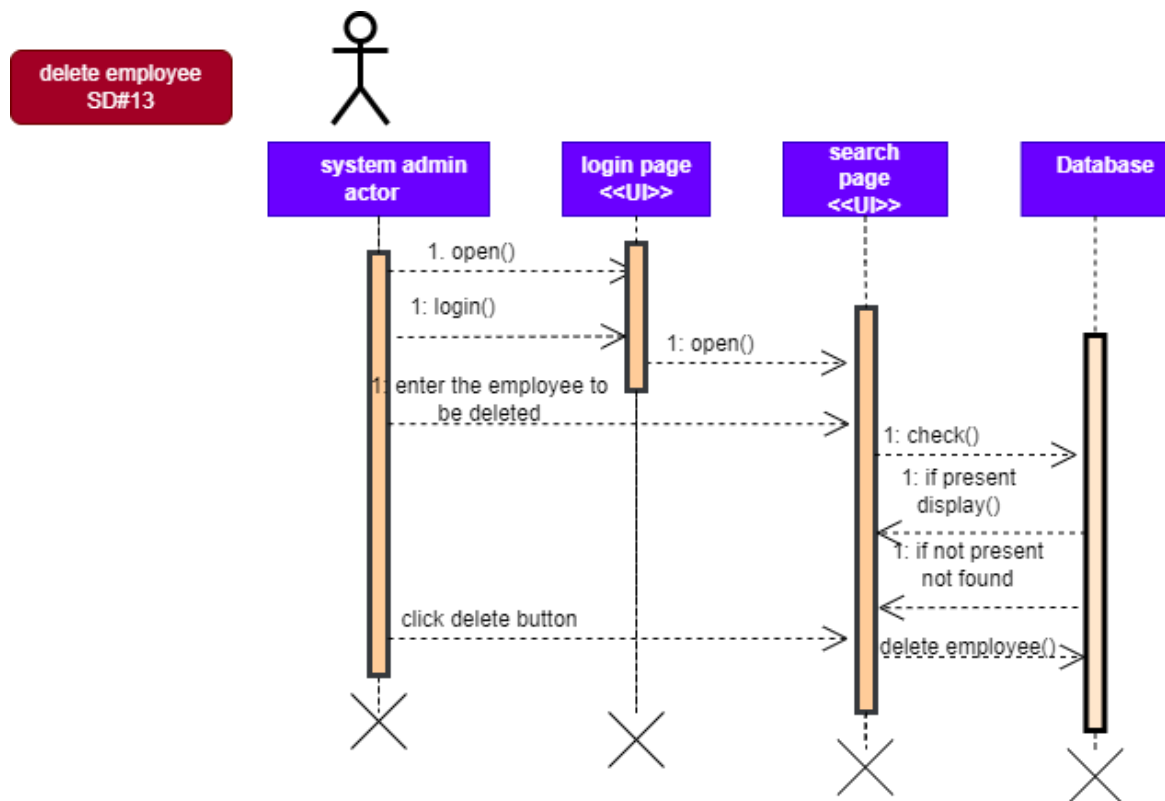 delete employee
SD#13
system admin
actor
login page
<<UI>>
search
page
<<UI>>
Database
1. open()
1: login()
1: open()
1: enter the employee to
be deleted
1: check()
1: if present
display()
1: if not present
not found
click delete button
delete employee()